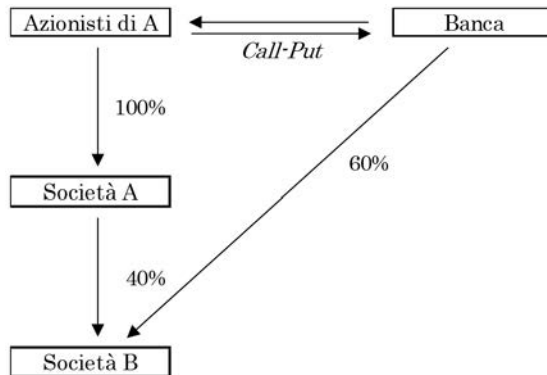 Azionisti di A
Banca
Call-Put
100%
60%
Società A
40%
Società B